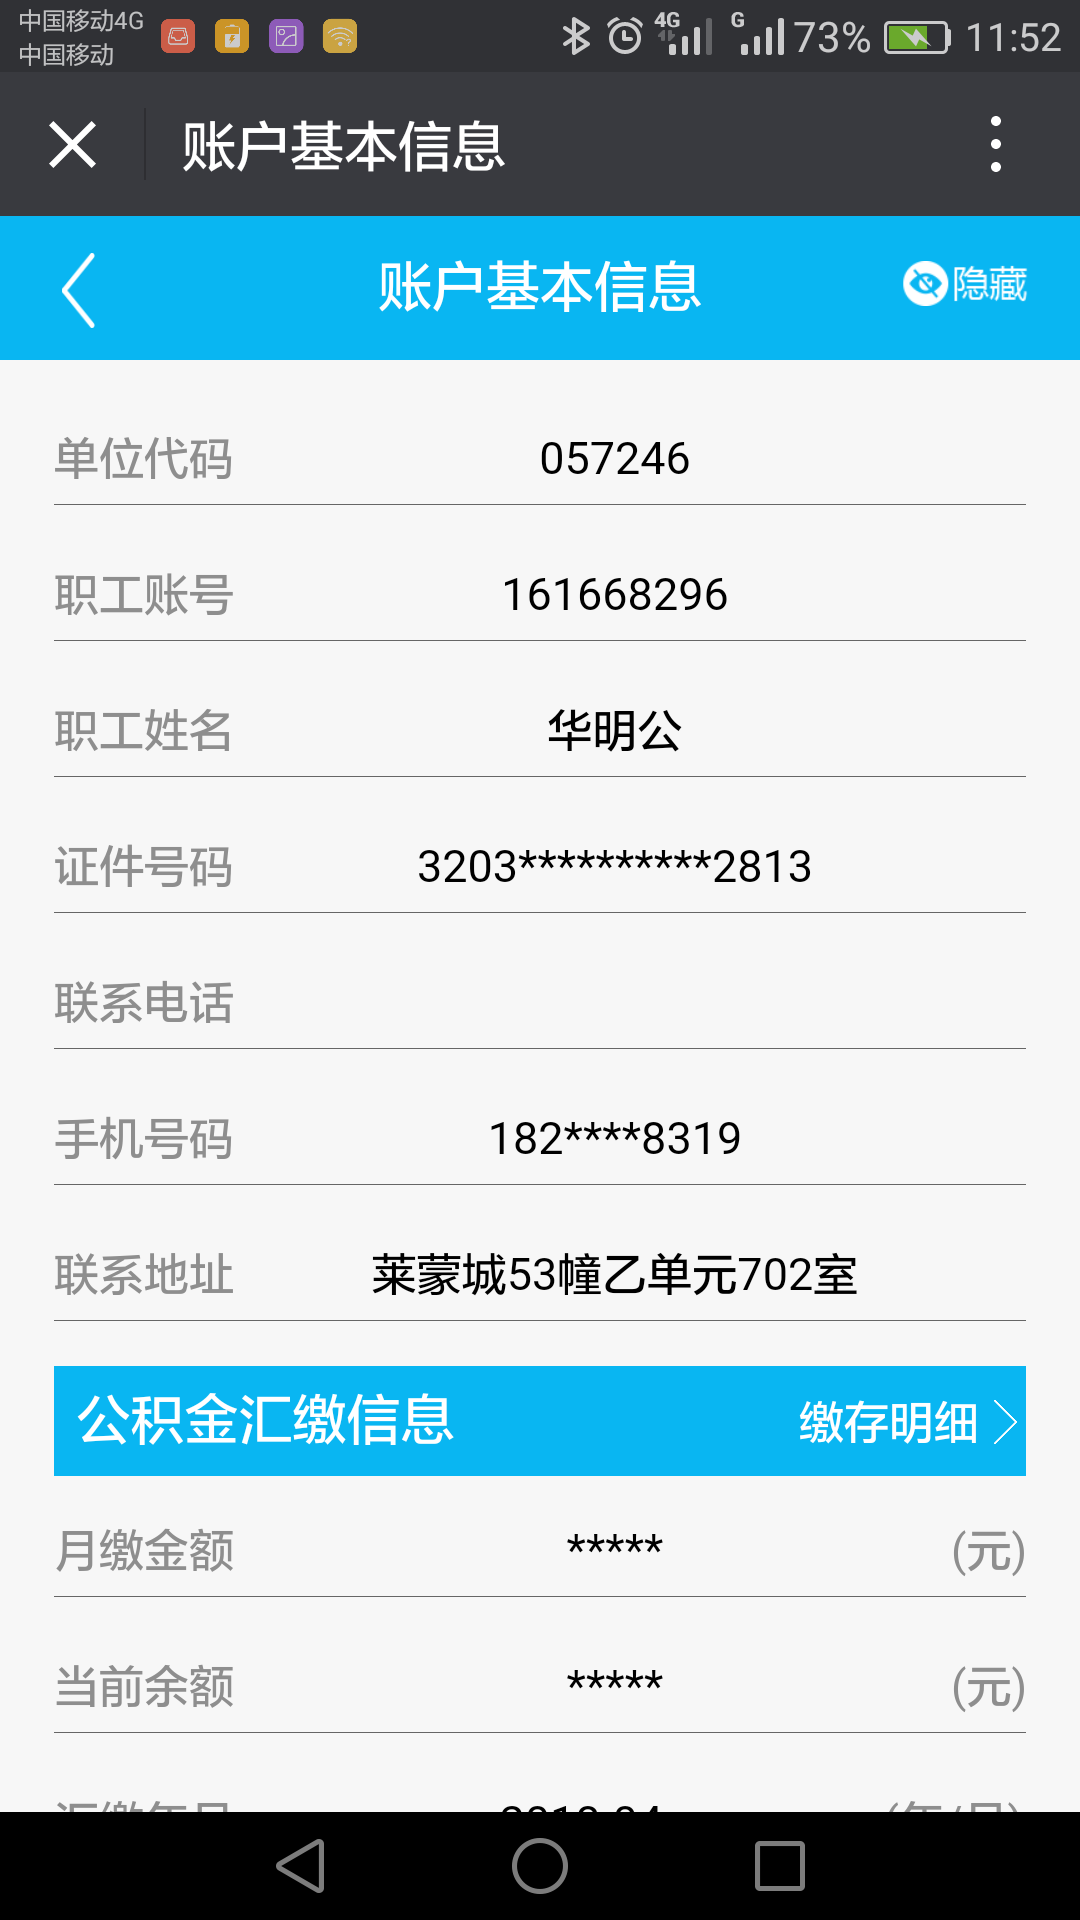 中国移动4G
中国移动
4G
G
73%
11:52
账户基本信息
账户基本信息
隐藏
单位代码 057246
职工账号 161668296
职工姓名 华明公
证件号码 3203**********2813
联系电话
手机号码 182****8319
联系地址 莱蒙城53幢乙单元702室
公积金汇缴信息 缴存明细
月缴金额 ***** (元)
当前余额 ***** (元)